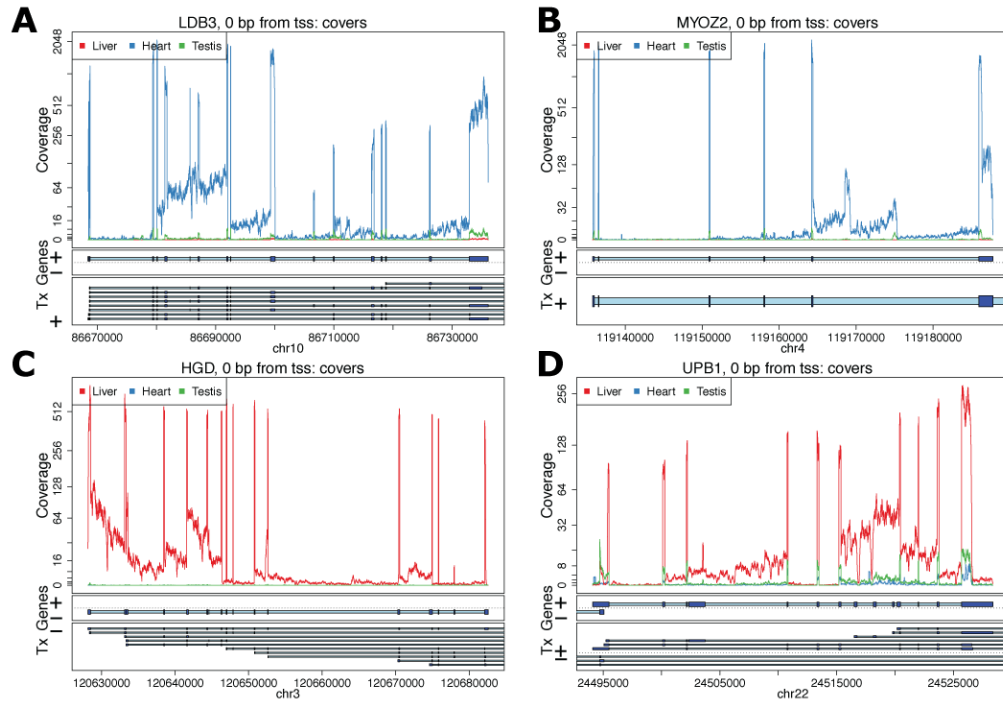 A
LDB3, 0 bp from tss: covers
Liver Heart Testis
Coverage
2048
512
256
128
64
16
0
Genes
+
−
Tx
+
86670000 86690000 86710000 86730000
chr10
B
MYOZ2, 0 bp from tss: covers
Liver Heart Testis
Coverage
2048
512
128
32
0
Genes
+
−
Tx
+
119140000 119150000 119160000 119170000 119180000
chr4
C
HGD, 0 bp from tss: covers
Liver Heart Testis
Coverage
512
256
128
64
16
0
Genes
+
−
Tx
−
120630000 120640000 120650000 120660000 120670000 120680000
chr3
D
UPB1, 0 bp from tss: covers
Liver Heart Testis
Coverage
256
128
64
32
8
0
Genes
+
−
Tx
+
−
24495000 24505000 24515000 24525000
chr22